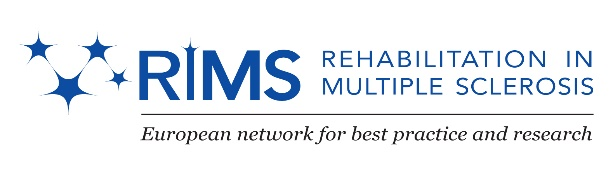 RIMS
REHABILITATION IN
MULTIPLE SCLEROSIS
European network for best practice and research